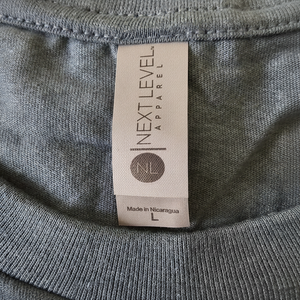 NEXT LEVEL
APPAREL
NL
Made in Nicaragua
L